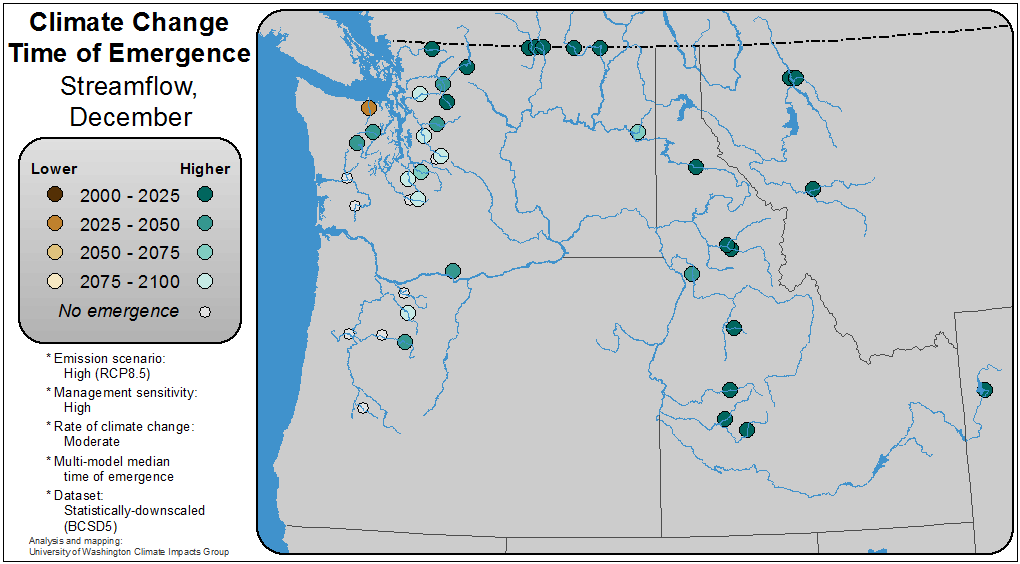 Climate Change
Time of Emergence
Streamflow,
December
Lower Higher
2000 - 2025
2025 - 2050
2050 - 2075
2075 - 2100
No emergence
* Emission scenario:
High (RCP8.5)
* Management sensitivity:
High
* Rate of climate change:
Moderate
* Multi-model median
time of emergence
* Dataset:
Statistically-downscaled
(BCSD5)
Analysis and mapping:
University of Washington Climate Impacts Group